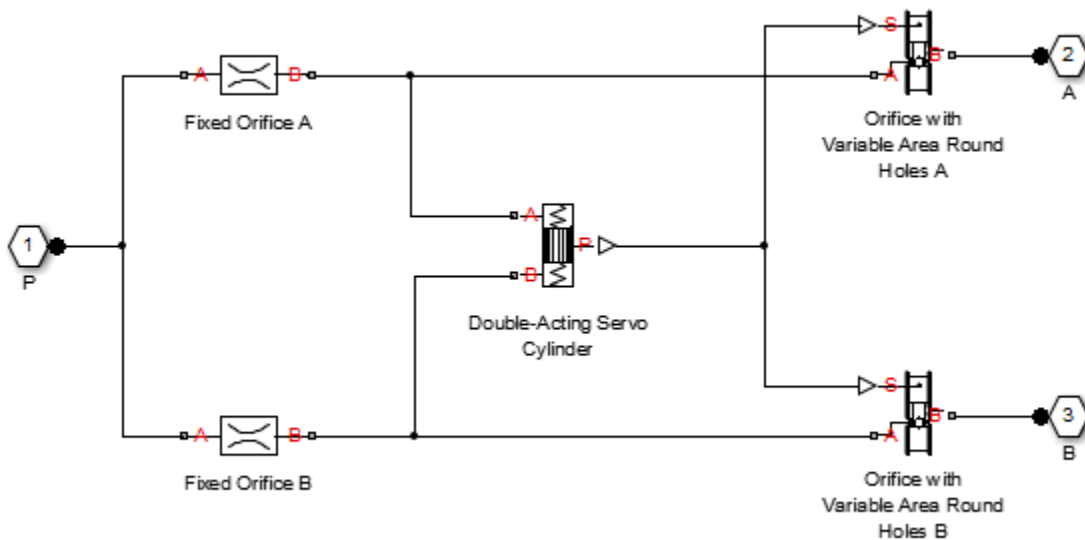 S
A
B
2
A
A
B
Fixed Orifice A
Orifice with
Variable Area Round
Holes A
1
P
A
B
P
Double-Acting Servo
Cylinder
S
A
B
3
B
A
B
Fixed Orifice B
Orifice with
Variable Area Round
Holes B